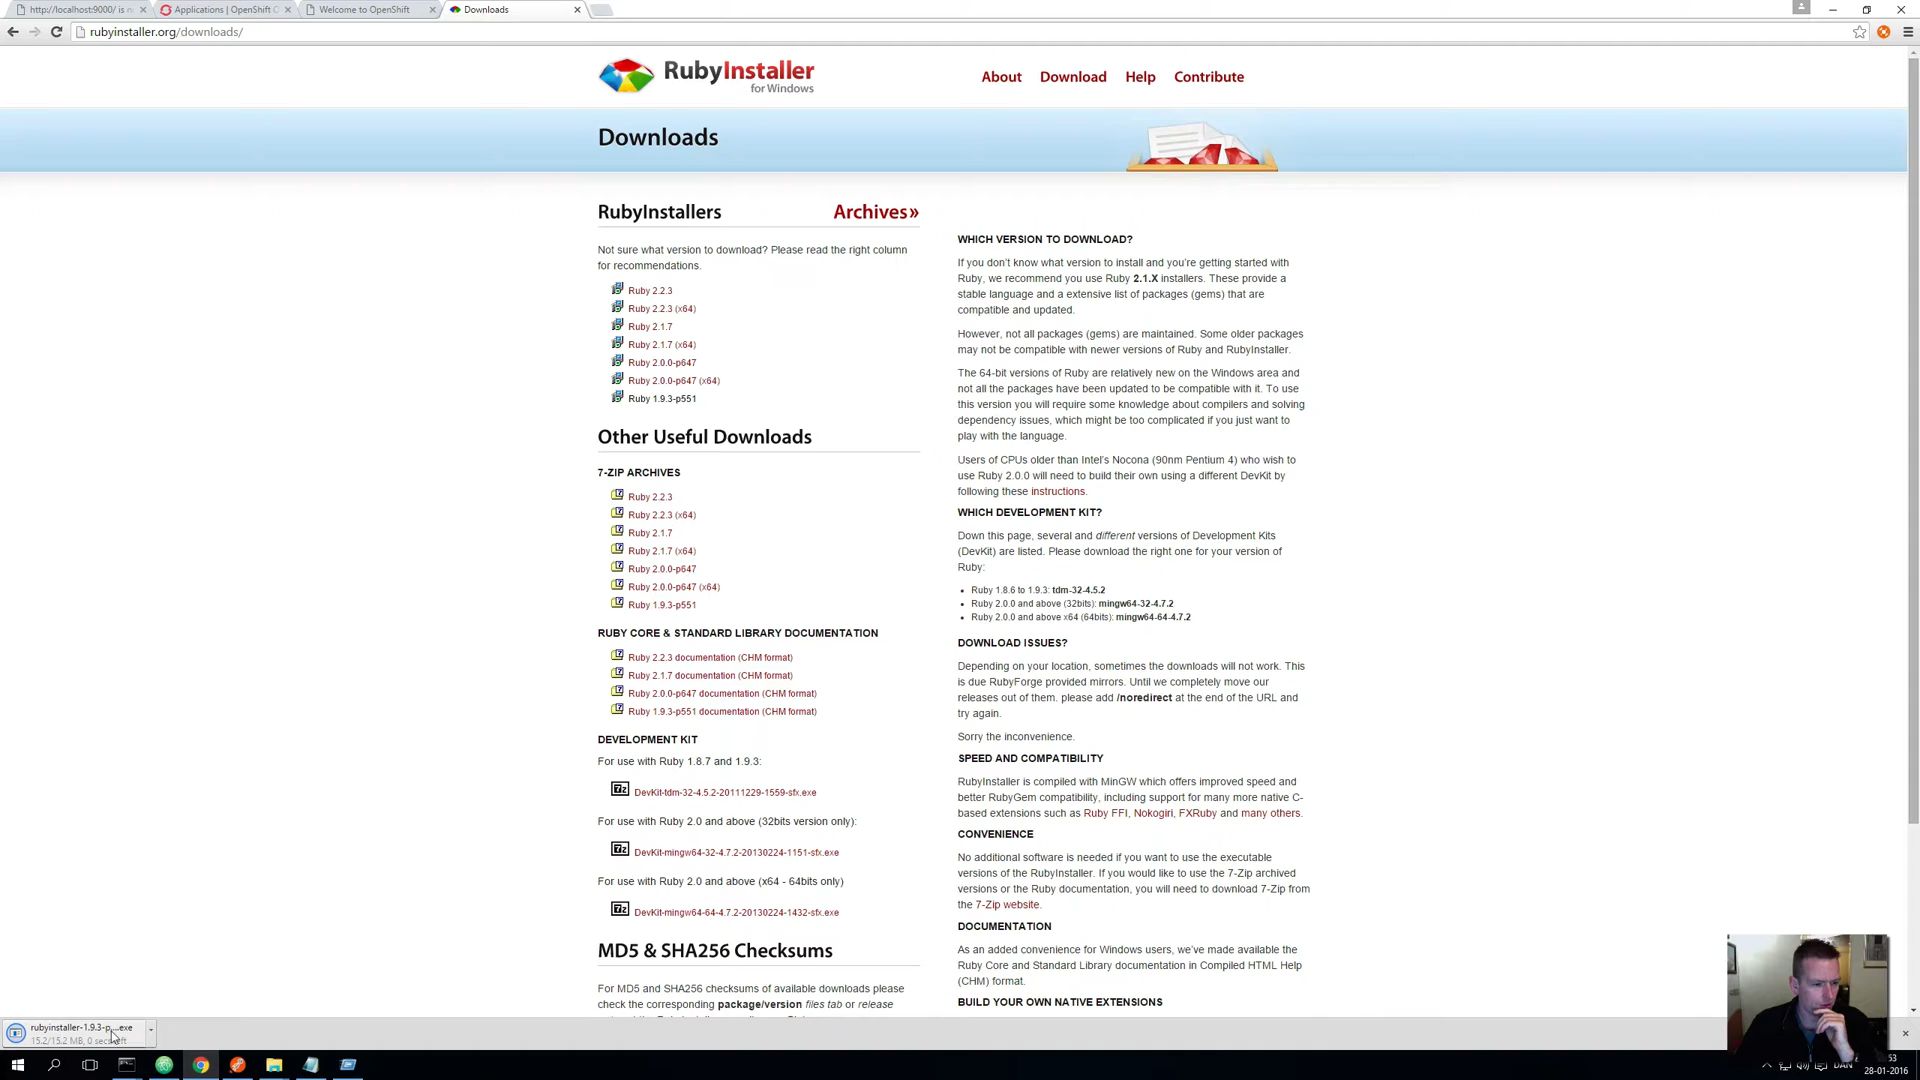 http://localhost:9000/ is n
Applications | OpenShift O
Welcome to OpenShift
Downloads
rubyinstaller.org/downloads/
RubyInstaller
for Windows
About
Download
Help
Contribute
Downloads
RubyInstallers
Archives»
Not sure what version to download? Please read the right column
for recommendations.
Ruby 2.2.3
Ruby 2.2.3 (x64)
Ruby 2.1.7
Ruby 2.1.7 (x64)
Ruby 2.0.0-p647
Ruby 2.0.0-p647 (x64)
Ruby 1.9.3-p551
Other Useful Downloads
7-ZIP ARCHIVES
Ruby 2.2.3
Ruby 2.2.3 (x64)
Ruby 2.1.7
Ruby 2.1.7 (x64)
Ruby 2.0.0-p647
Ruby 2.0.0-p647 (x64)
Ruby 1.9.3-p551
RUBY CORE & STANDARD LIBRARY DOCUMENTATION
Ruby 2.2.3 documentation (CHM format)
Ruby 2.1.7 documentation (CHM format)
Ruby 2.0.0-p647 documentation (CHM format)
Ruby 1.9.3-p551 documentation (CHM format)
DEVELOPMENT KIT
For use with Ruby 1.8.7 and 1.9.3:
DevKit-tdm-32-4.5.2-20111229-1559-sfx.exe
For use with Ruby 2.0 and above (32bits version only):
DevKit-mingw64-32-4.7.2-20130224-1151-sfx.exe
For use with Ruby 2.0 and above (x64 - 64bits only)
DevKit-mingw64-64-4.7.2-20130224-1432-sfx.exe
MD5 & SHA256 Checksums
For MD5 and SHA256 checksums of available downloads please
check the corresponding package/version files tab or release
WHICH VERSION TO DOWNLOAD?
If you don't know what version to install and you're getting started with
Ruby, we recommend you use Ruby 2.1.X installers. These provide a
stable language and a extensive list of packages (gems) that are
compatible and updated.
However, not all packages (gems) are maintained. Some older packages
may not be compatible with newer versions of Ruby and RubyInstaller.
The 64-bit versions of Ruby are relatively new on the Windows area and
not all the packages have been updated to be compatible with it. To use
this version you will require some knowledge about compilers and solving
dependency issues, which might be too complicated if you just want to
play with the language.
Users of CPUs older than Intel's Nocona (90nm Pentium 4) who wish to
use Ruby 2.0.0 will need to build their own using a different DevKit by
following these instructions.
WHICH DEVELOPMENT KIT?
Down this page, several and different versions of Development Kits
(DevKit) are listed. Please download the right one for your version of
Ruby:
Ruby 1.8.6 to 1.9.3: tdm-32-4.5.2
Ruby 2.0.0 and above (32bits): mingw64-32-4.7.2
Ruby 2.0.0 and above x64 (64bits): mingw64-64-4.7.2
DOWNLOAD ISSUES?
Depending on your location, sometimes the downloads will not work. This
is due RubyForge provided mirrors. Until we completely move our
releases out of them. please add /noredirect at the end of the URL and
try again.
Sorry the inconvenience.
SPEED AND COMPATIBILITY
RubyInstaller is compiled with MinGW which offers improved speed and
better RubyGem compatibility, including support for many more native C-
based extensions such as Ruby FFI, Nokogiri, FXRuby and many others.
CONVENIENCE
No additional software is needed if you want to use the executable
versions of the RubyInstaller. If you would like to use the 7-Zip archived
versions or the Ruby documentation, you will need to download 7-Zip from
the 7-Zip website.
DOCUMENTATION
As an added convenience for Windows users, we've made available the
Ruby Core and Standard Library documentation in Compiled HTML Help
(CHM) format.
BUILD YOUR OWN NATIVE EXTENSIONS
rubyinstaller-1.9.3-p....exe
15.2/15.2 MB, 0 secs left
53
28-01-2016